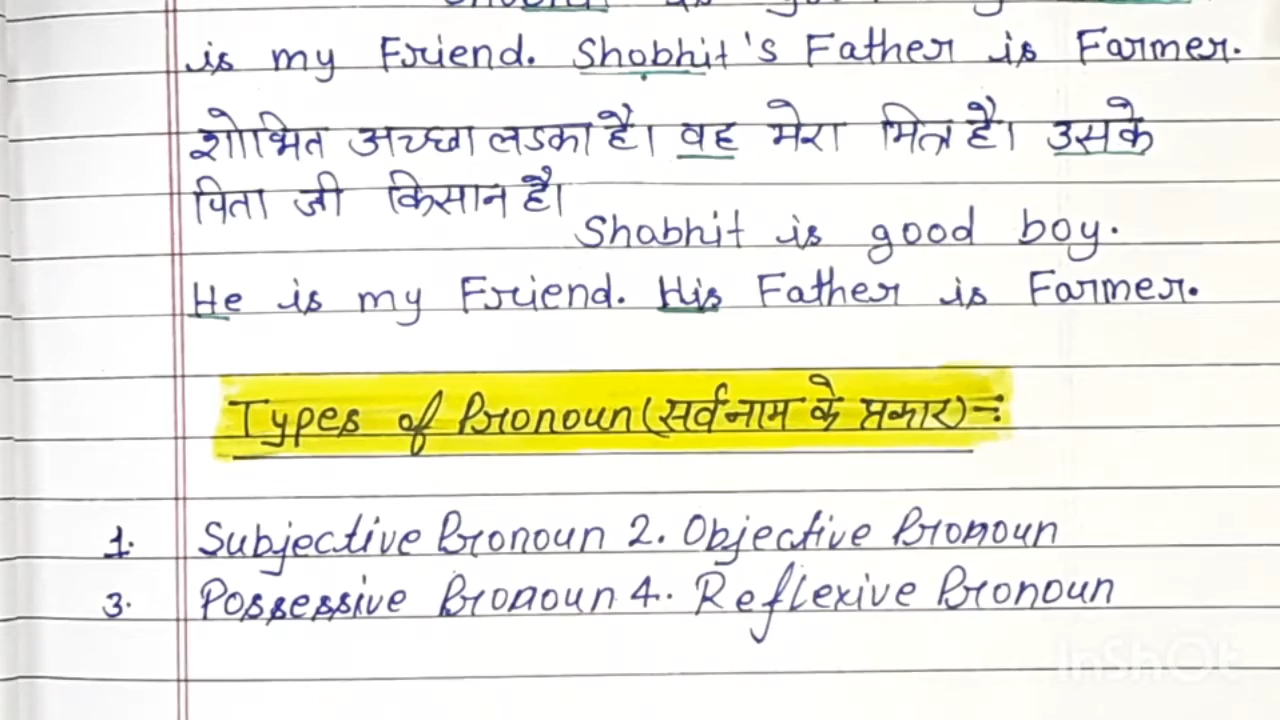 is my Friend. Shobhit's Father is Farmer.
शोभित अच्छा लडका है। वह मेरा मित्र है। उसके
पिता जी किसान है।
Shabhit is good boy.
He is my Friend. His Father is Farmer.
Types of Pronoun (सर्वनाम के प्रकार) -:
1. Subjective Pronoun 2. Objective Pronoun
3. Possessive Pronoun 4. Reflexive Pronoun
InShOt